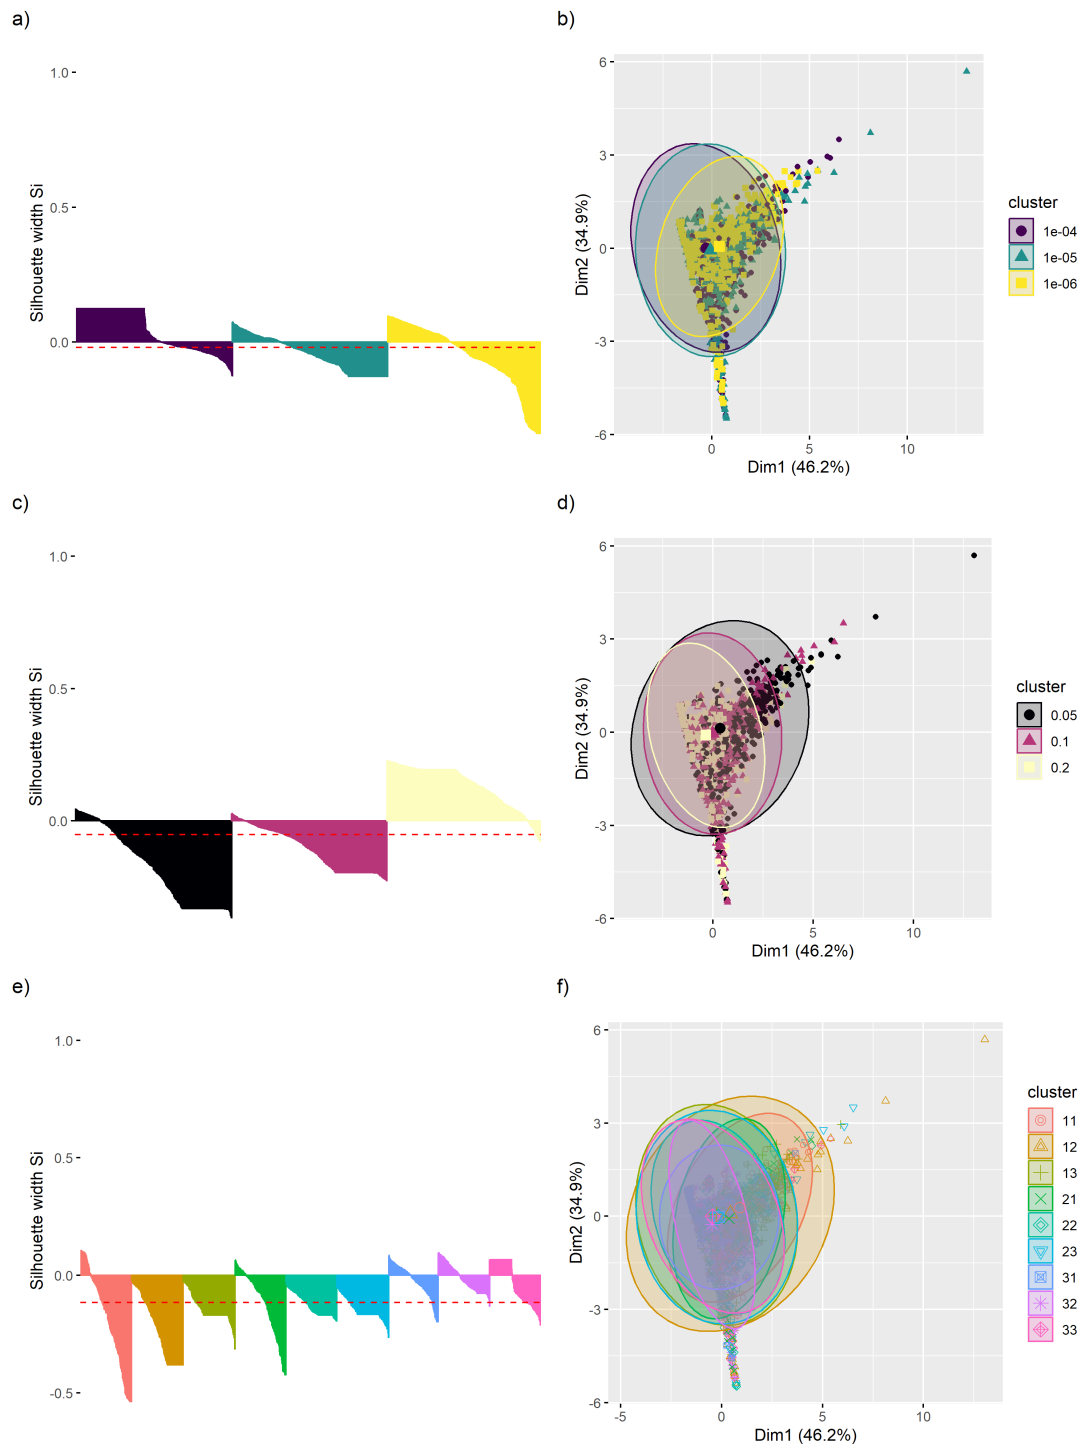 a)
1.0
0.5
0.0
Silhouette width Si
b)
6
3
0
-3
-6
0
5
10
Dim2 (34.9%)
Dim1 (46.2%)
cluster
1e-04
1e-05
1e-06
c)
1.0
0.5
0.0
Silhouette width Si
d)
6
3
0
-3
-6
0
5
10
Dim2 (34.9%)
Dim1 (46.2%)
cluster
0.05
0.1
0.2
e)
1.0
0.5
0.0
-0.5
Silhouette width Si
f)
6
3
0
-3
-6
-5
0
5
10
Dim2 (34.9%)
Dim1 (46.2%)
cluster
11
12
13
21
22
23
31
32
33